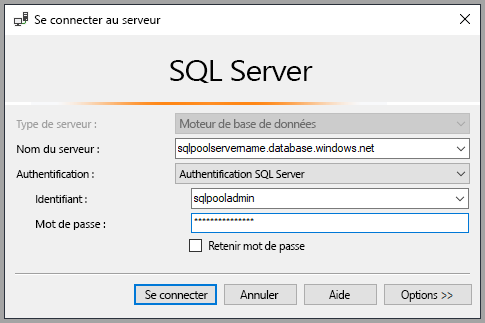 Se connecter au serveur
SQL Server
Type de serveur : Moteur de base de données
Nom du serveur : sqlpoolservername.database.windows.net
Authentification : Authentification SQL Server
Identifiant : sqlpooladmin
Mot de passe : ***************
Retenir mot de passe
Se connecter Annuler Aide Options >>